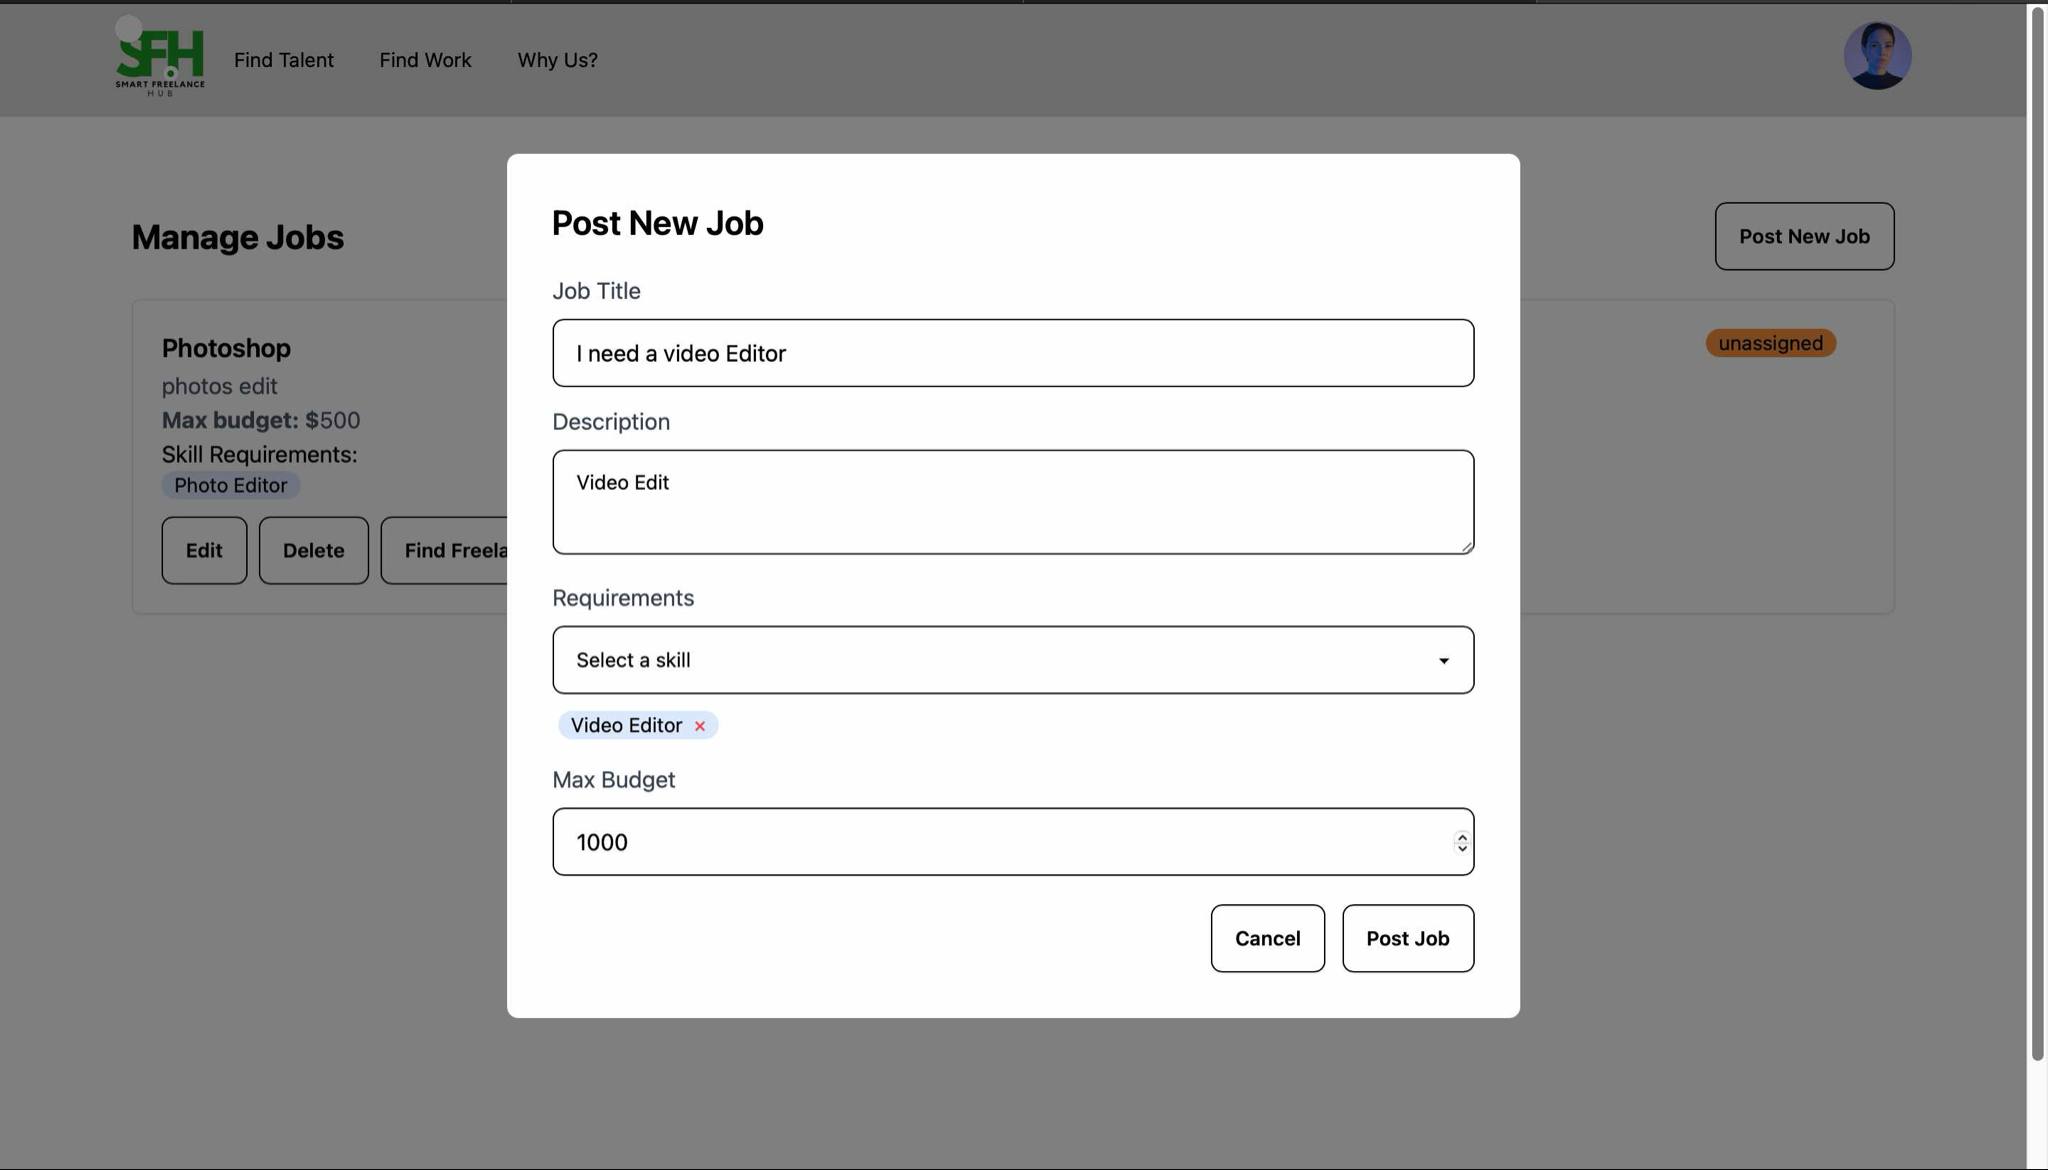 SFH
SMART FREELANCE
HUB
Find Talent
Find Work
Why Us?
Manage Jobs
Post New Job
Photoshop
unassigned
photos edit
Max budget: $500
Skill Requirements:
Photo Editor
Edit
Delete
Find Freela
Post New Job
Job Title
I need a video Editor
Description
Video Edit
Requirements
Select a skill
Video Editor ×
Max Budget
1000
Cancel
Post Job